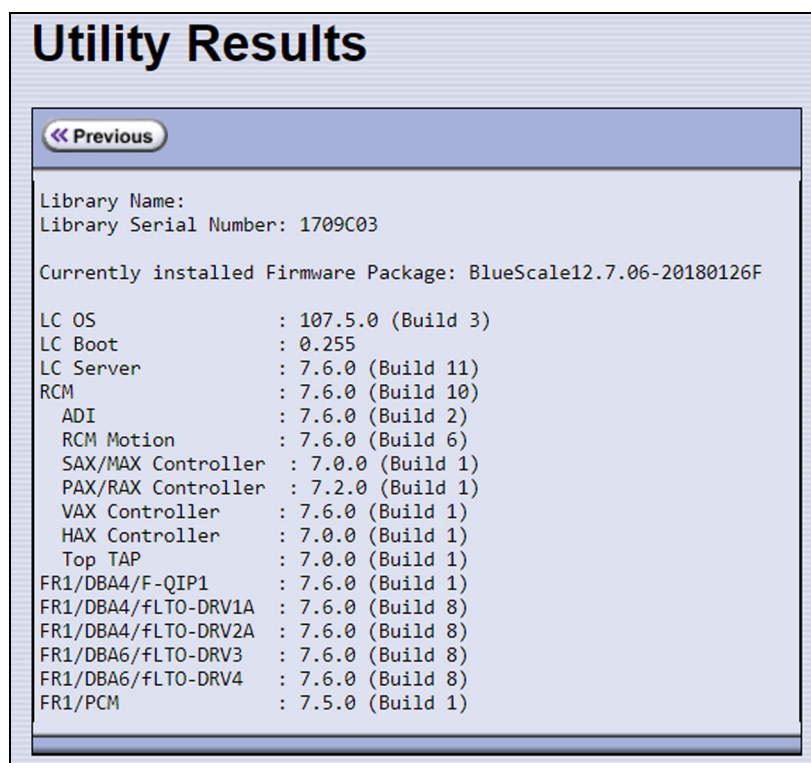 Utility Results
Previous
Library Name:
Library Serial Number: 1709C03
Currently installed Firmware Package: BlueScale12.7.06-20180126F
LC OS : 107.5.0 (Build 3)
LC Boot : 0.255
LC Server : 7.6.0 (Build 11)
RCM : 7.6.0 (Build 10)
ADI : 7.6.0 (Build 2)
RCM Motion : 7.6.0 (Build 6)
SAX/MAX Controller : 7.0.0 (Build 1)
PAX/RAX Controller : 7.2.0 (Build 1)
VAX Controller : 7.6.0 (Build 1)
HAX Controller : 7.0.0 (Build 1)
Top TAP : 7.0.0 (Build 1)
FR1/DBA4/F-QIP1 : 7.6.0 (Build 1)
FR1/DBA4/fLTO-DRV1A : 7.6.0 (Build 8)
FR1/DBA4/fLTO-DRV2A : 7.6.0 (Build 8)
FR1/DBA6/fLTO-DRV3 : 7.6.0 (Build 8)
FR1/DBA6/fLTO-DRV4 : 7.6.0 (Build 8)
FR1/PCM : 7.5.0 (Build 1)